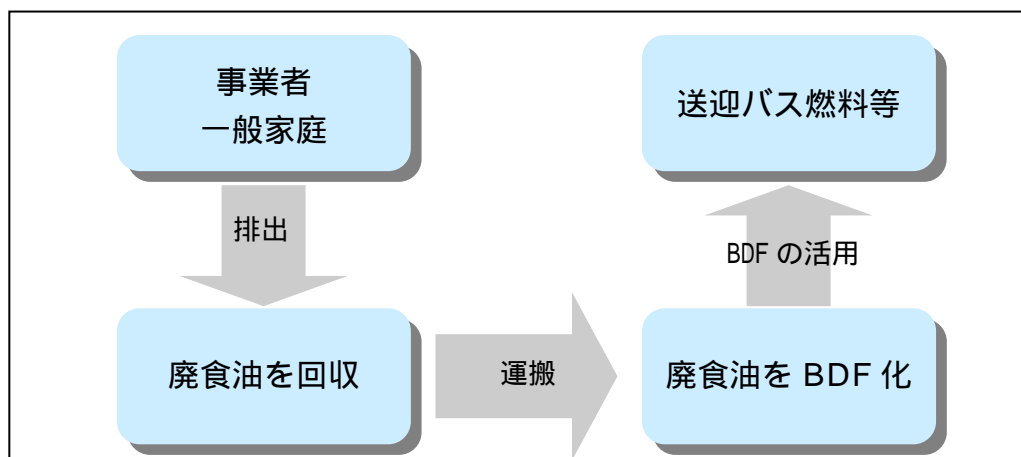 事業者
一般家庭
排出
廃食油を回収
運搬
廃食油を BDF 化
BDF の活用
送迎バス燃料等